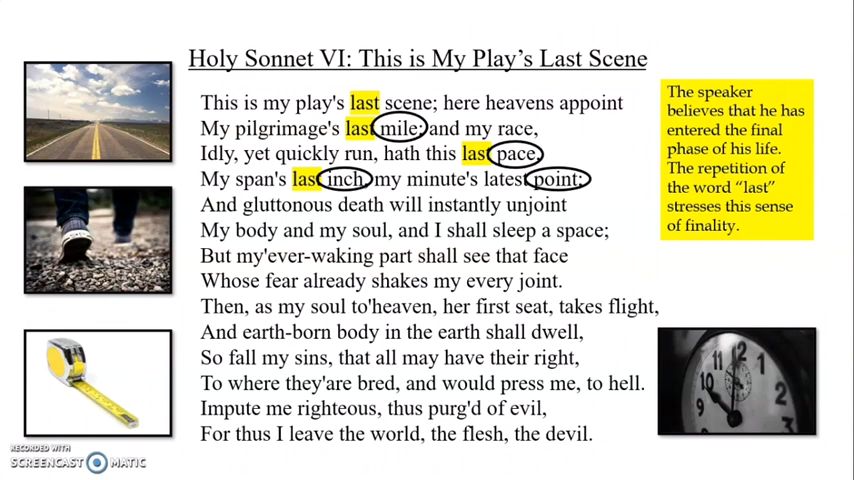 Holy Sonnet VI: This is My Play's Last Scene
This is my play's last scene; here heavens appoint
My pilgrimage's last mile; and my race,
Idly, yet quickly run, hath this last pace,
My span's last inch, my minute's latest point;
And gluttonous death will instantly unjoint
My body and my soul, and I shall sleep a space;
But my'ever-waking part shall see that face
Whose fear already shakes my every joint.
Then, as my soul to'heaven, her first seat, takes flight,
And earth-born body in the earth shall dwell,
So fall my sins, that all may have their right,
To where they'are bred, and would press me, to hell.
Impute me righteous, thus purg'd of evil,
For thus I leave the world, the flesh, the devil.
The speaker
believes that he has
entered the final
phase of his life.
The repetition of
the word “last”
stresses this sense
of finality.
11 12 1
10 2
9
RECORDED WITH
SCREENCAST MATIC